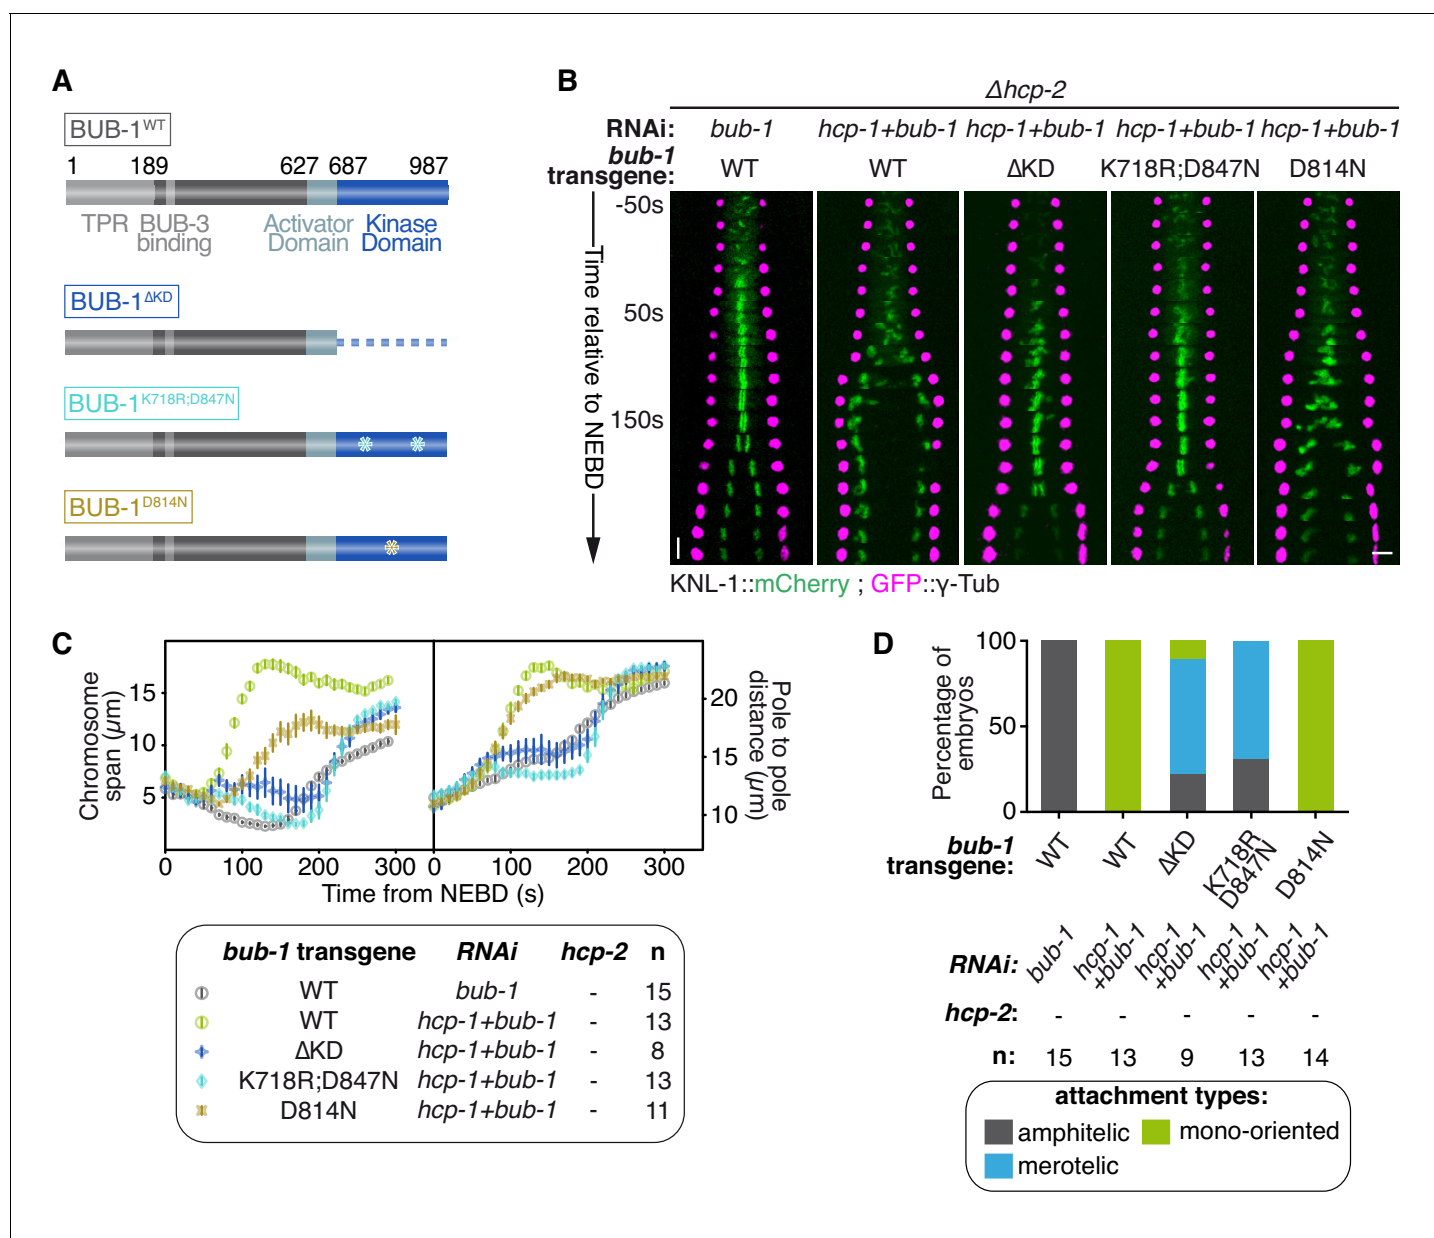 A
BUB-1WT
1 189 627 687 987
TPR BUB-3 binding Activator Domain Kinase Domain
BUB-1ΔKD
BUB-1K718R;D847N
BUB-1D814N
B
Δhcp-2
RNAi: bub-1 hcp-1+bub-1 hcp-1+bub-1 hcp-1+bub-1 hcp-1+bub-1
bub-1 transgene: WT WT ΔKD K718R;D847N D814N
-50s
50s
150s
Time relative to NEBD
KNL-1::mCherry ; GFP::γ-Tub
C
Chromosome span (µm)
15
10
5
0 100 200 0 100 200 300
300
Time from NEBD (s)
20
15
10
Pole to pole distance (µm)
bub-1 transgene RNAi hcp-2 n
WT bub-1 - 15
WT hcp-1+bub-1 - 13
ΔKD hcp-1+bub-1 - 8
K718R;D847N hcp-1+bub-1 - 13
D814N hcp-1+bub-1 - 11
D
Percentage of embryos
100
50
0
bub-1 transgene: WT WT ΔKD K718R D847N D814N
RNAi: bub-1 hcp-1 +bub-1 hcp-1 +bub-1 hcp-1 +bub-1 hcp-1 +bub-1
hcp-2: - - - - -
n: 15 13 9 13 14
attachment types:
amphitelic mono-oriented
merotelic